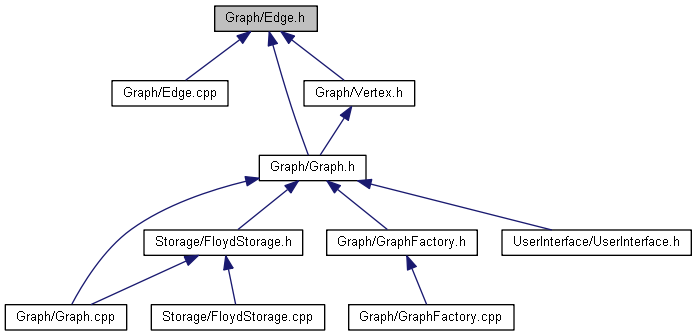 Graph/Edge.h
Graph/Edge.cpp
Graph/Vertex.h
Graph/Graph.h
Storage/FloydStorage.h
Graph/GraphFactory.h
UserInterface/UserInterface.h
Graph/Graph.cpp
Storage/FloydStorage.cpp
Graph/GraphFactory.cpp